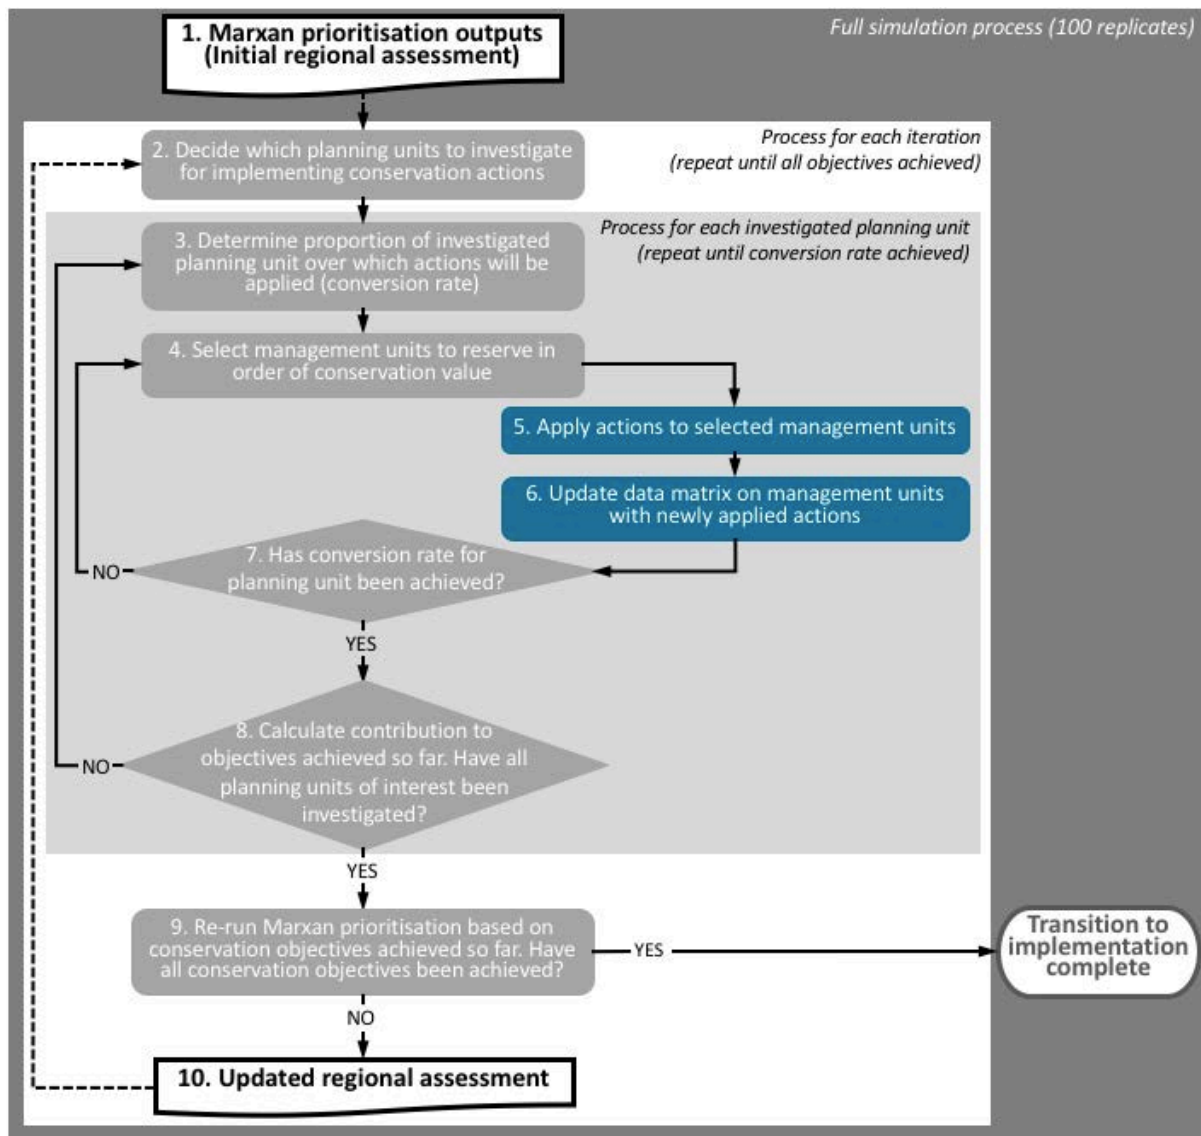 Full simulation process (100 replicates)
1. Marxan prioritisation outputs
(Initial regional assessment)
Process for each iteration
(repeat until all objectives achieved)
2. Decide which planning units to investigate
for implementing conservation actions
Process for each investigated planning unit
(repeat until conversion rate achieved)
3. Determine proportion of investigated
planning unit over which actions will be
applied (conversion rate)
4. Select management units to reserve in
order of conservation value
5. Apply actions to selected management units
6. Update data matrix on management units
with newly applied actions
7. Has conversion rate for
planning unit been achieved?
NO
YES
8. Calculate contribution to
objectives achieved so far. Have all
planning units of interest been
investigated?
NO
YES
9. Re-run Marxan prioritisation based on
conservation objectives achieved so far. Have
all conservation objectives been achieved?
YES
Transition to
implementation
complete
NO
10. Updated regional assessment